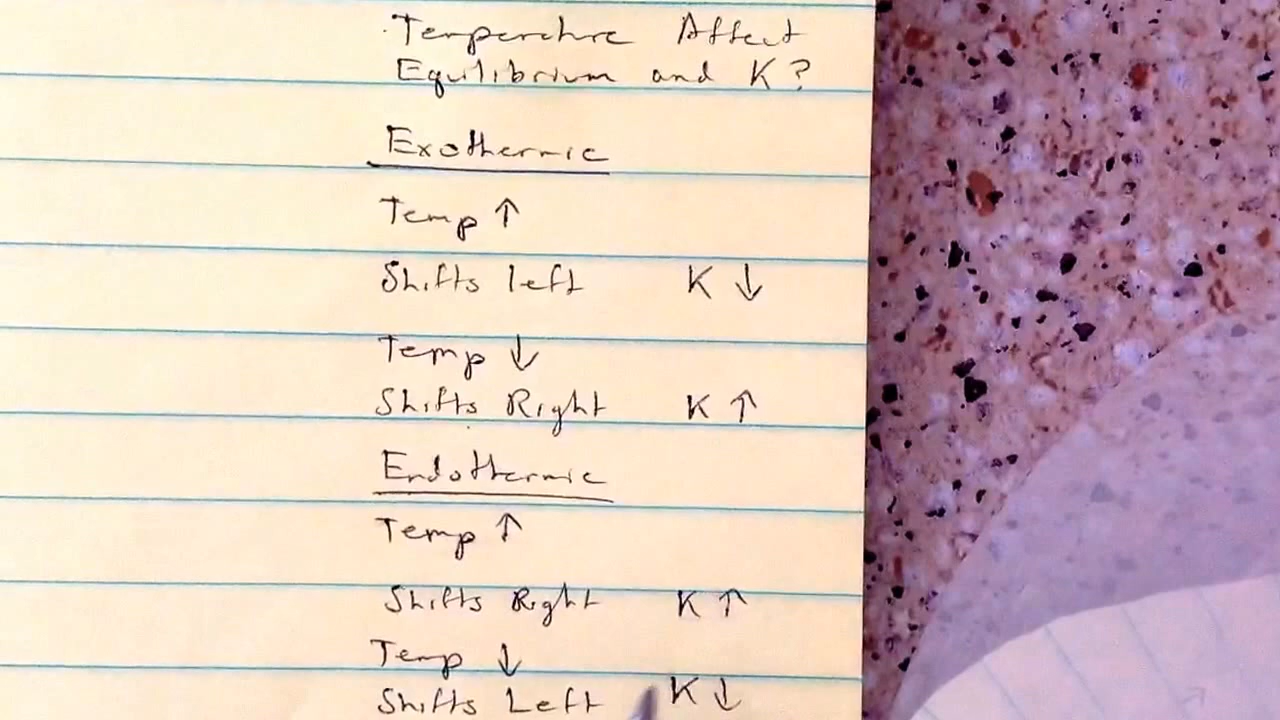 Temperature Affect
Equilibrium and K?
Exothermic
Temp ↑
Shifts left K ↓
Temp ↓
Shifts Right K ↑
Endothermic
Temp ↑
Shifts Right K ↑
Temp ↓
Shifts Left K ↓